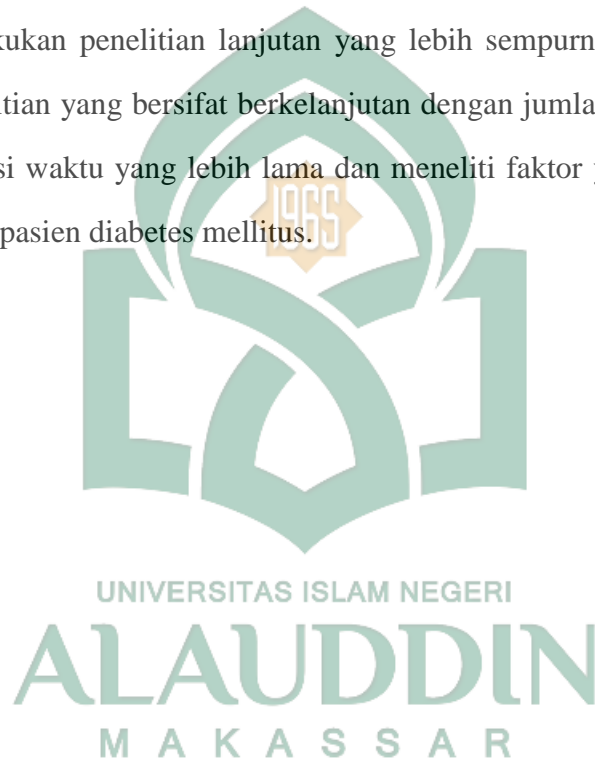 kukan penelitian lanjutan yang lebih sempurn
itian yang bersifat berkelanjutan dengan jumla
si waktu yang lebih lama dan meneliti faktor y
pasien diabetes mellitus.
1965
UNIVERSITAS ISLAM NEGERI
ALAUDDIN
MAKASSAR